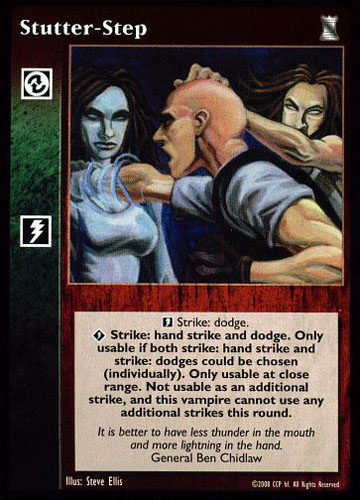 Stutter-Step
Strike: dodge.
Strike: hand strike and dodge. Only
usable if both strike: hand strike and
strike: dodges could be chosen
(individually). Only usable at close
range. Not usable as an additional
strike, and this vampire cannot use any
additional strikes this round.
It is better to have less thunder in the mouth
and more lightning in the hand.
General Ben Chidlaw
Illus: Steve Ellis
©2008 CCP hf. All Rights Reserved